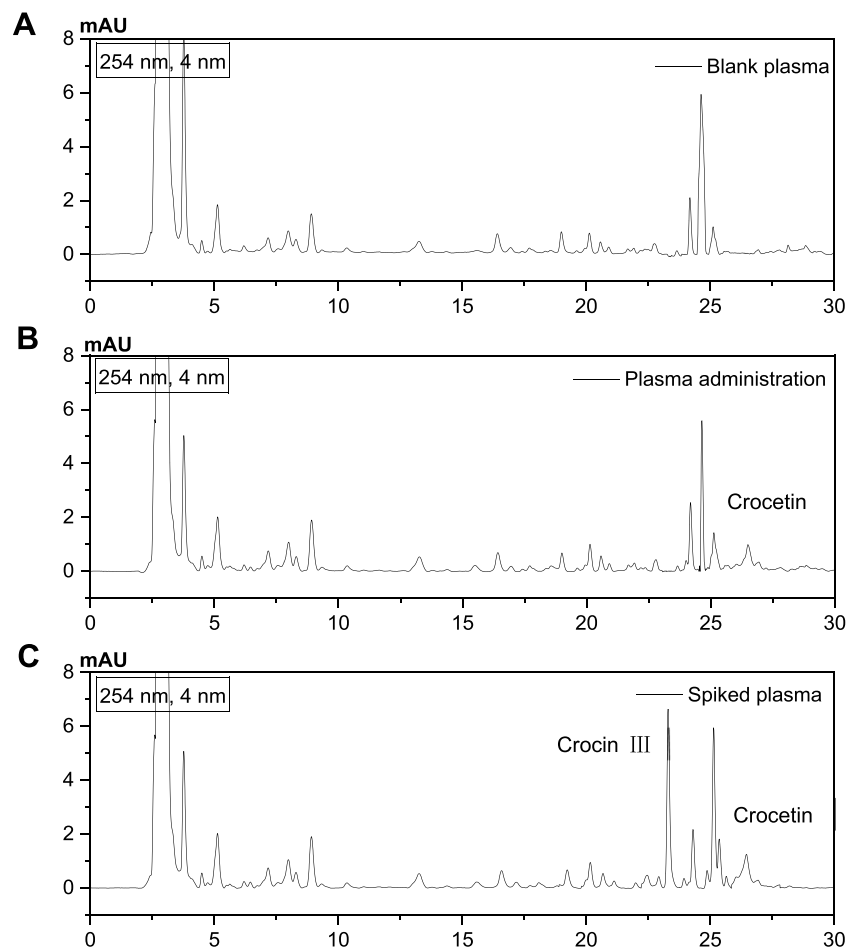 A
mAU
8
254 nm, 4 nm
Blank plasma
6
4
2
0
0 5 10 15 20 25 30
B
mAU
8
254 nm, 4 nm
Plasma administration
6
4
Crocetin
2
0
0 5 10 15 20 25 30
C
mAU
8
254 nm, 4 nm
Spiked plasma
6
Crocin Ⅲ
4
Crocetin
2
0
0 5 10 15 20 25 30